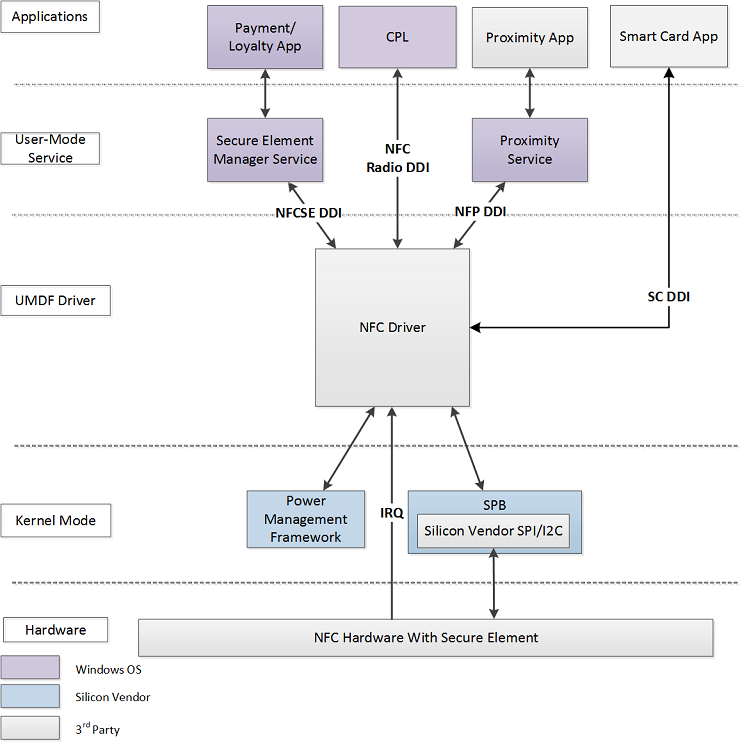 Applications
Payment/
Loyalty App
CPL
Proximity App
Smart Card App
User-Mode
Service
Secure Element
Manager Service
NFC
Radio DDI
Proximity
Service
NFCSE DDI
NFP DDI
UMDF Driver
NFC Driver
SC DDI
Kernel Mode
Power
Management
Framework
IRQ
SPB
Silicon Vendor SPI/I2C
Hardware
NFC Hardware With Secure Element
Windows OS
Silicon Vendor
3rd Party